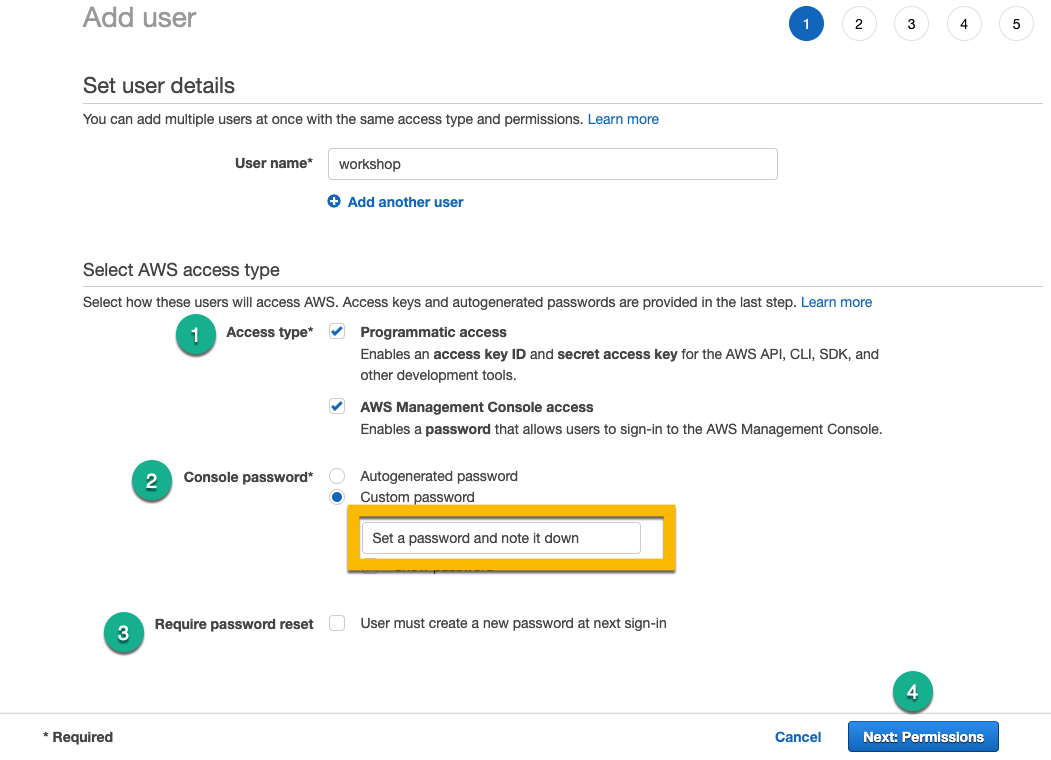 Add user
1 2 3 4 5
Set user details
You can add multiple users at once with the same access type and permissions. Learn more
User name* workshop
Add another user
Select AWS access type
Select how these users will access AWS. Access keys and autogenerated passwords are provided in the last step. Learn more
1 Access type* Programmatic access
Enables an access key ID and secret access key for the AWS API, CLI, SDK, and
other development tools.
AWS Management Console access
Enables a password that allows users to sign-in to the AWS Management Console.
2 Console password* Autogenerated password
Custom password
Set a password and note it down
Show password
3 Require password reset User must create a new password at next sign-in
4
* Required Cancel Next: Permissions